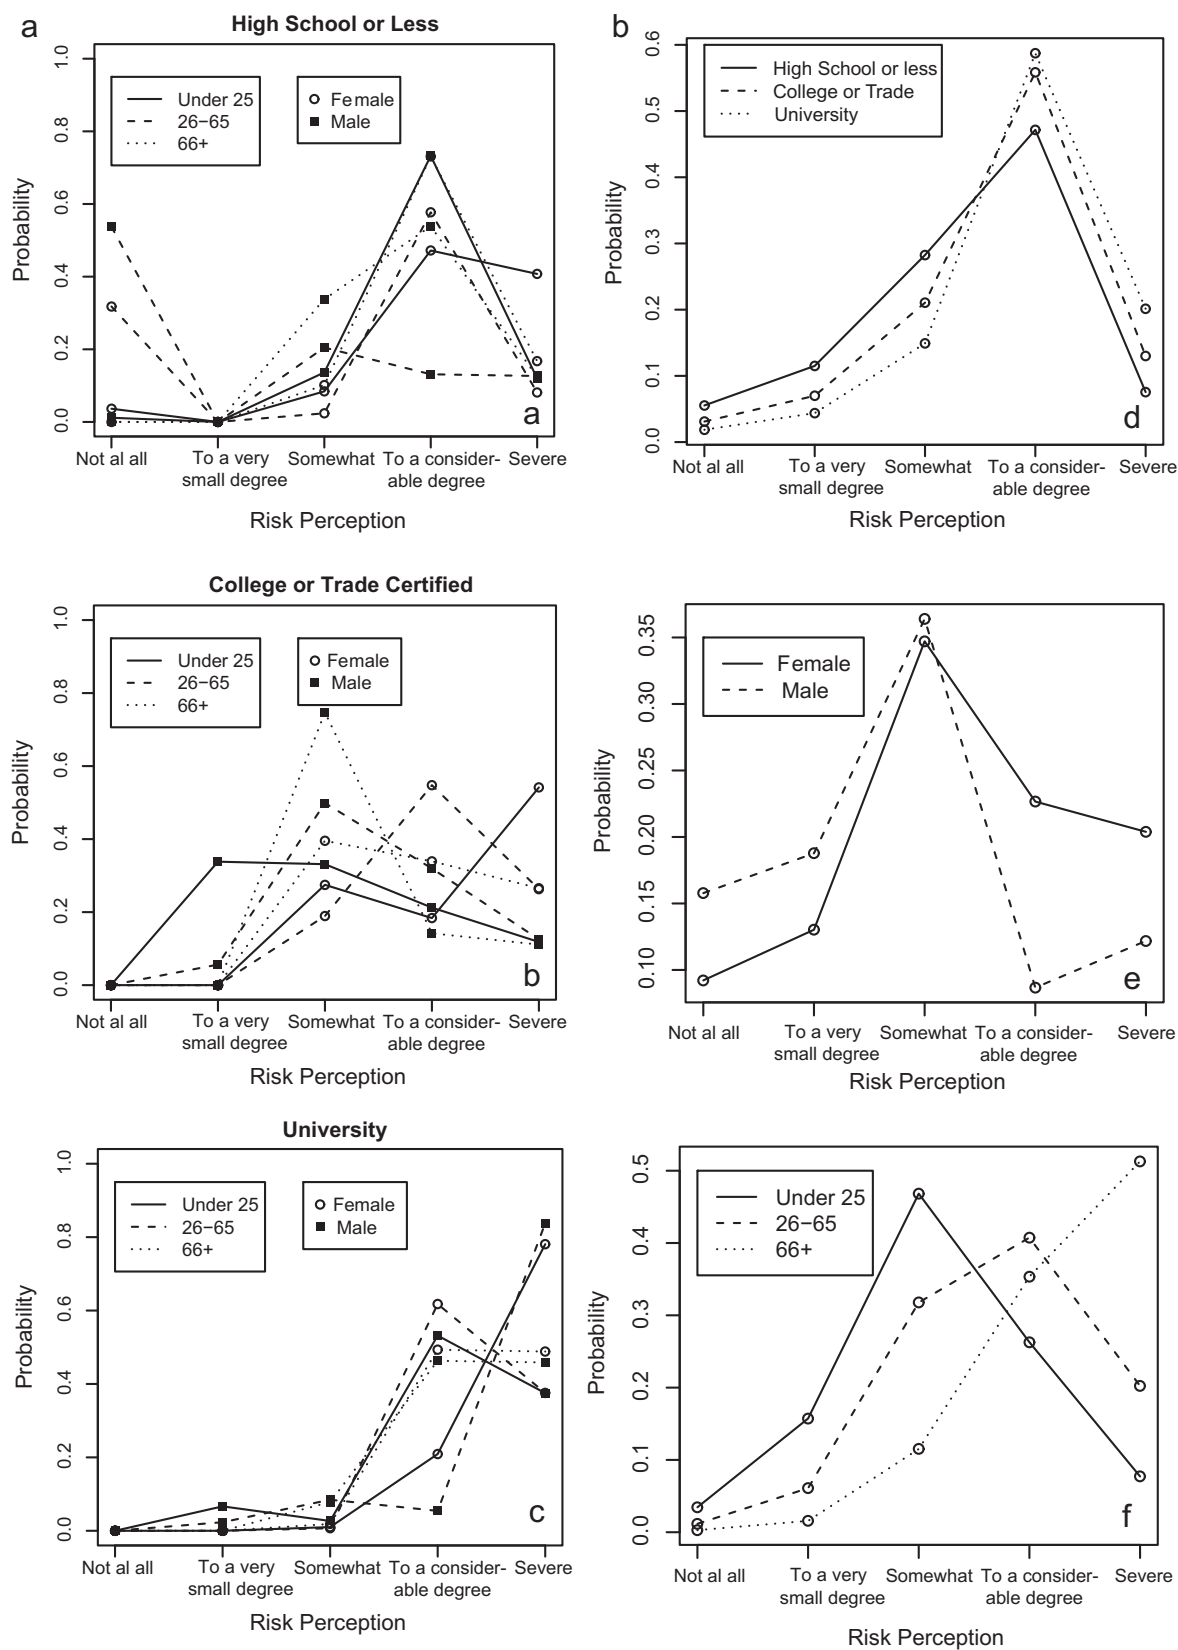 a
High School or Less
Probability
1.0
0.8
0.6
0.4
0.2
0.0
Under 25
26−65
66+
Female
Male
a
Not al all
To a very
small degree
Somewhat
To a consider-
able degree
Severe
Risk Perception
b
Probability
0.6
0.5
0.4
0.3
0.2
0.1
0.0
High School or less
College or Trade
University
d
Not al all
To a very
small degree
Somewhat
To a consider-
able degree
Severe
Risk Perception
College or Trade Certified
Probability
1.0
0.8
0.6
0.4
0.2
0.0
Under 25
26−65
66+
Female
Male
b
Not al all
To a very
small degree
Somewhat
To a consider-
able degree
Severe
Risk Perception
Probability
0.35
0.30
0.25
0.20
0.15
0.10
Female
Male
e
Not al all
To a very
small degree
Somewhat
To a consider-
able degree
Severe
Risk Perception
University
Probability
1.0
0.8
0.6
0.4
0.2
0.0
Under 25
26−65
66+
Female
Male
c
Not al all
To a very
small degree
Somewhat
To a consider-
able degree
Severe
Risk Perception
Probability
0.5
0.4
0.3
0.2
0.1
0.0
Under 25
26−65
66+
f
Not al all
To a very
small degree
Somewhat
To a consider-
able degree
Severe
Risk Perception